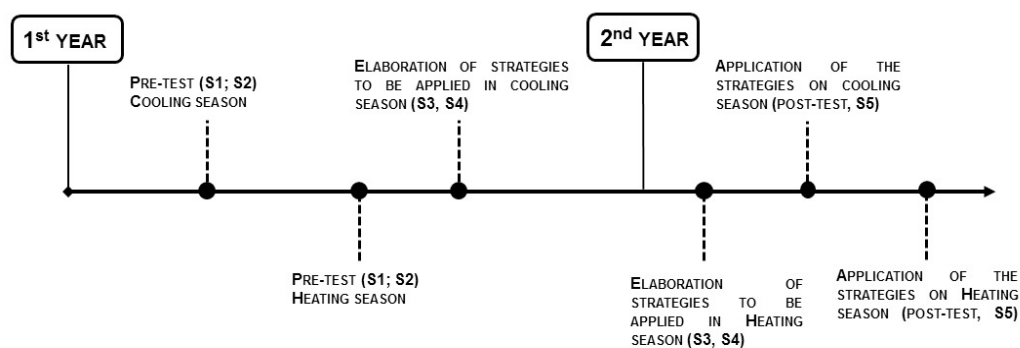 1st YEAR
2nd YEAR
PRE-TEST (S1; S2)
COOLING SEASON
ELABORATION OF STRATEGIES
TO BE APPLIED IN COOLING
SEASON (S3, S4)
APPLICATION OF THE
STRATEGIES ON COOLING
SEASON (POST-TEST, S5)
PRE-TEST (S1; S2)
HEATING SEASON
ELABORATION OF
STRATEGIES TO BE
APPLIED IN HEATING
SEASON (S3, S4)
APPLICATION OF THE
STRATEGIES ON HEATING
SEASON (POST-TEST, S5)